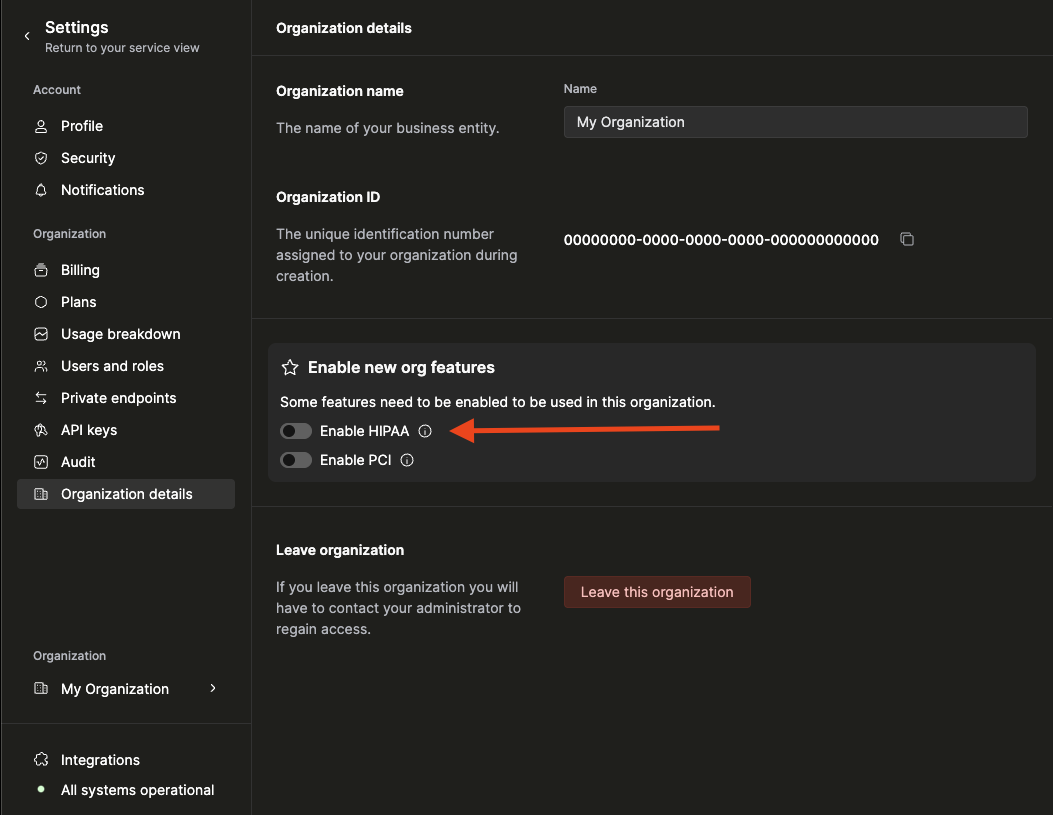 Settings
Return to your service view
Account
Profile
Security
Notifications
Organization
Billing
Plans
Usage breakdown
Users and roles
Private endpoints
API keys
Audit
Organization details
Organization
My Organization
Integrations
All systems operational
Organization details
Organization name
The name of your business entity.
Name
My Organization
Organization ID
The unique identification number
assigned to your organization during
creation.
00000000-0000-0000-0000-000000000000
Enable new org features
Some features need to be enabled to be used in this organization.
Enable HIPAA
Enable PCI
Leave organization
If you leave this organization you will
have to contact your administrator to
regain access.
Leave this organization